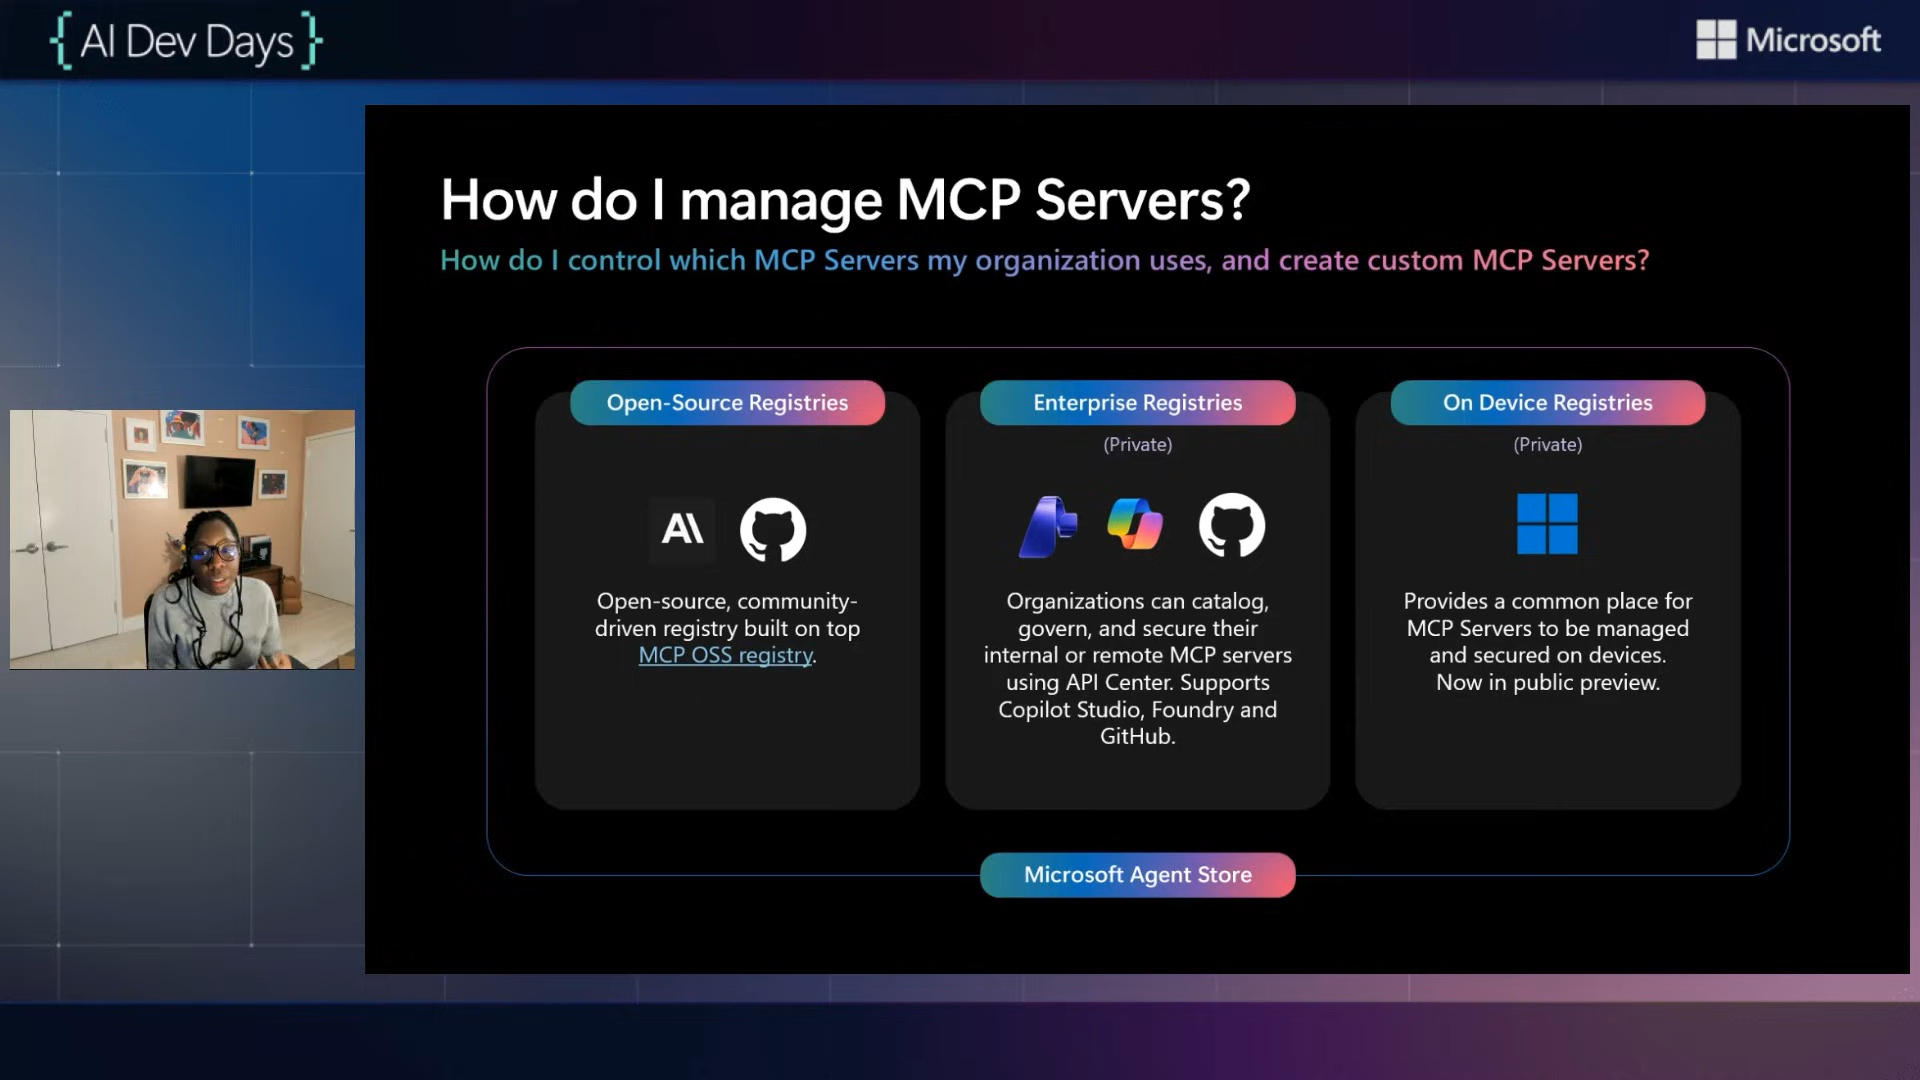 { AI Dev Days }
Microsoft
How do I manage MCP Servers?
How do I control which MCP Servers my organization uses, and create custom MCP Servers?
Open-Source Registries
A\
Open-source, community-
driven registry built on top
MCP OSS registry.
Enterprise Registries
(Private)
Organizations can catalog,
govern, and secure their
internal or remote MCP servers
using API Center. Supports
Copilot Studio, Foundry and
GitHub.
On Device Registries
(Private)
Provides a common place for
MCP Servers to be managed
and secured on devices.
Now in public preview.
Microsoft Agent Store